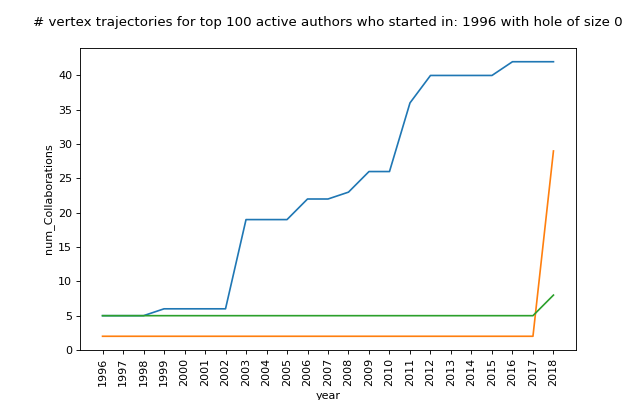 # vertex trajectories for top 100 active authors who started in: 1996 with hole of size 0
num_Collaborations
40
35
30
25
20
15
10
5
0
1996 1997 1998 1999 2000 2001 2002 2003 2004 2005 2006 2007 2008 2009 2010 2011 2012 2013 2014 2015 2016 2017 2018
year